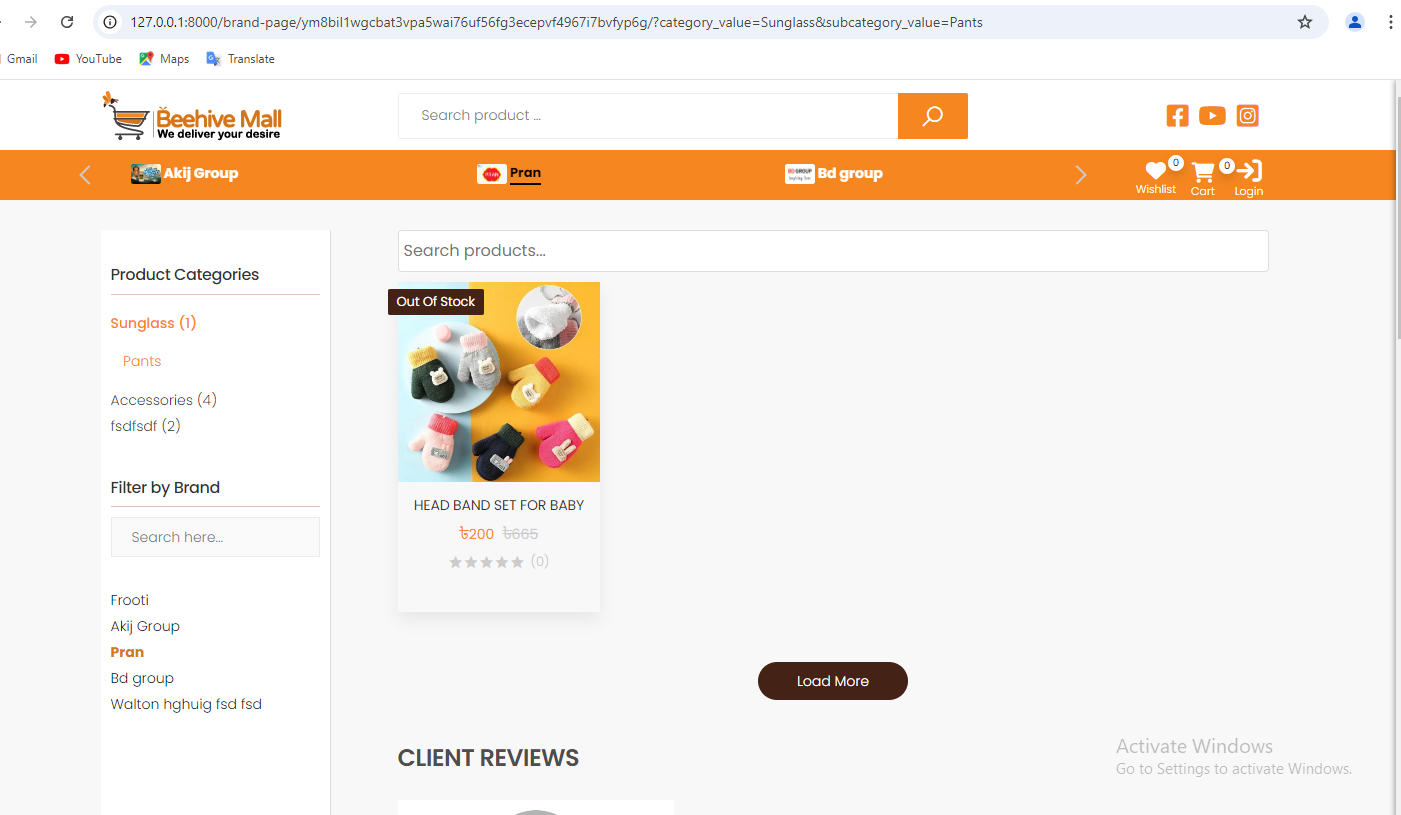 127.0.0.1:8000/brand-page/ym8bil1wgcbat3vpa5wai76uf56fg3ecepvf4967i7bvfyp6g/?category_value=Sunglass&subcategory_value=Pants
Gmail YouTube Maps Translate
Beehive Mall
We deliver your desire
Search product ...
Akij Group Pran Bd group
0 0
Wishlist Cart Login
Product Categories
Sunglass (1)
Pants
Accessories (4)
fsdfsdf (2)
Filter by Brand
Search here...
Frooti
Akij Group
Pran
Bd group
Walton hghuig fsd fsd
Search products...
Out Of Stock
HEAD BAND SET FOR BABY
৳200 ৳665
(0)
Load More
CLIENT REVIEWS
Activate Windows
Go to Settings to activate Windows.